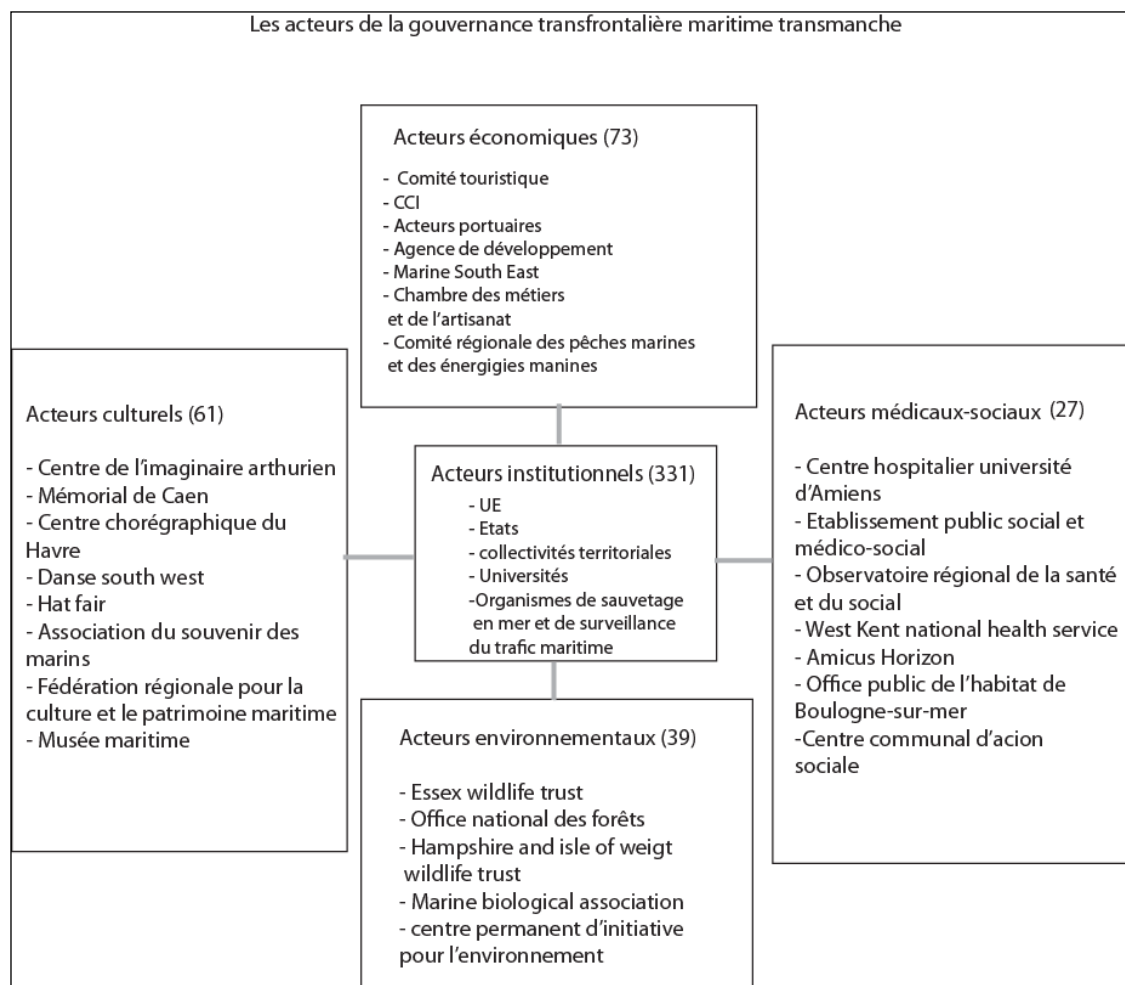 Les acteurs de la gouvernance transfrontalière maritime transmanche
Acteurs économiques (73)
- Comité touristique
- CCI
- Acteurs portuaires
- Agence de développement
- Marine South East
- Chambre des métiers
et de l'artisanat
- Comité régionale des pêches marines
et des énergigies manines
Acteurs culturels (61)
- Centre de l'imaginaire arthurien
- Mémorial de Caen
- Centre chorégraphique du
Havre
- Danse south west
- Hat fair
- Association du souvenir des
marins
- Fédération régionale pour la
culture et le patrimoine maritime
- Musée maritime
Acteurs institutionnels (331)
- UE
- Etats
- collectivités territoriales
- Universités
-Organismes de sauvetage
en mer et de surveillance
du trafic maritime
Acteurs médicaux-sociaux (27)
- Centre hospitalier université
d'Amiens
- Etablissement public social et
médico-social
- Observatoire régional de la santé
et du social
- West Kent national health service
- Amicus Horizon
- Office public de l'habitat de
Boulogne-sur-mer
-Centre communal d'acion
sociale
Acteurs environnementaux (39)
- Essex wildlife trust
- Office national des forêts
- Hampshire and isle of weigt
wildlife trust
- Marine biological association
- centre permanent d'initiative
pour l'environnement